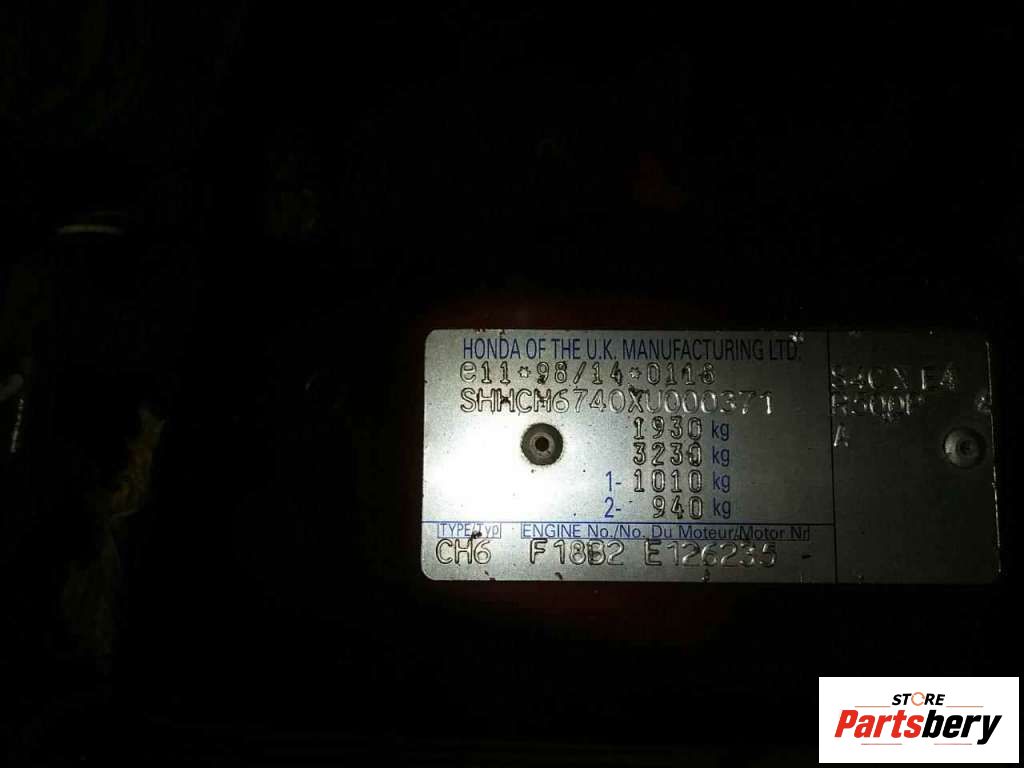 HONDA OF THE U.K. MANUFACTURING LTD.
e11*98/14*0118
SHHCH6740XU000371
1930 kg
3230 kg
1- 1010 kg
2- 940 kg
TYPE/Typ ENGINE No./No. Du Moteur/Motor Nr
CH6 F18B2 E126235
A
STORE
Partsbery